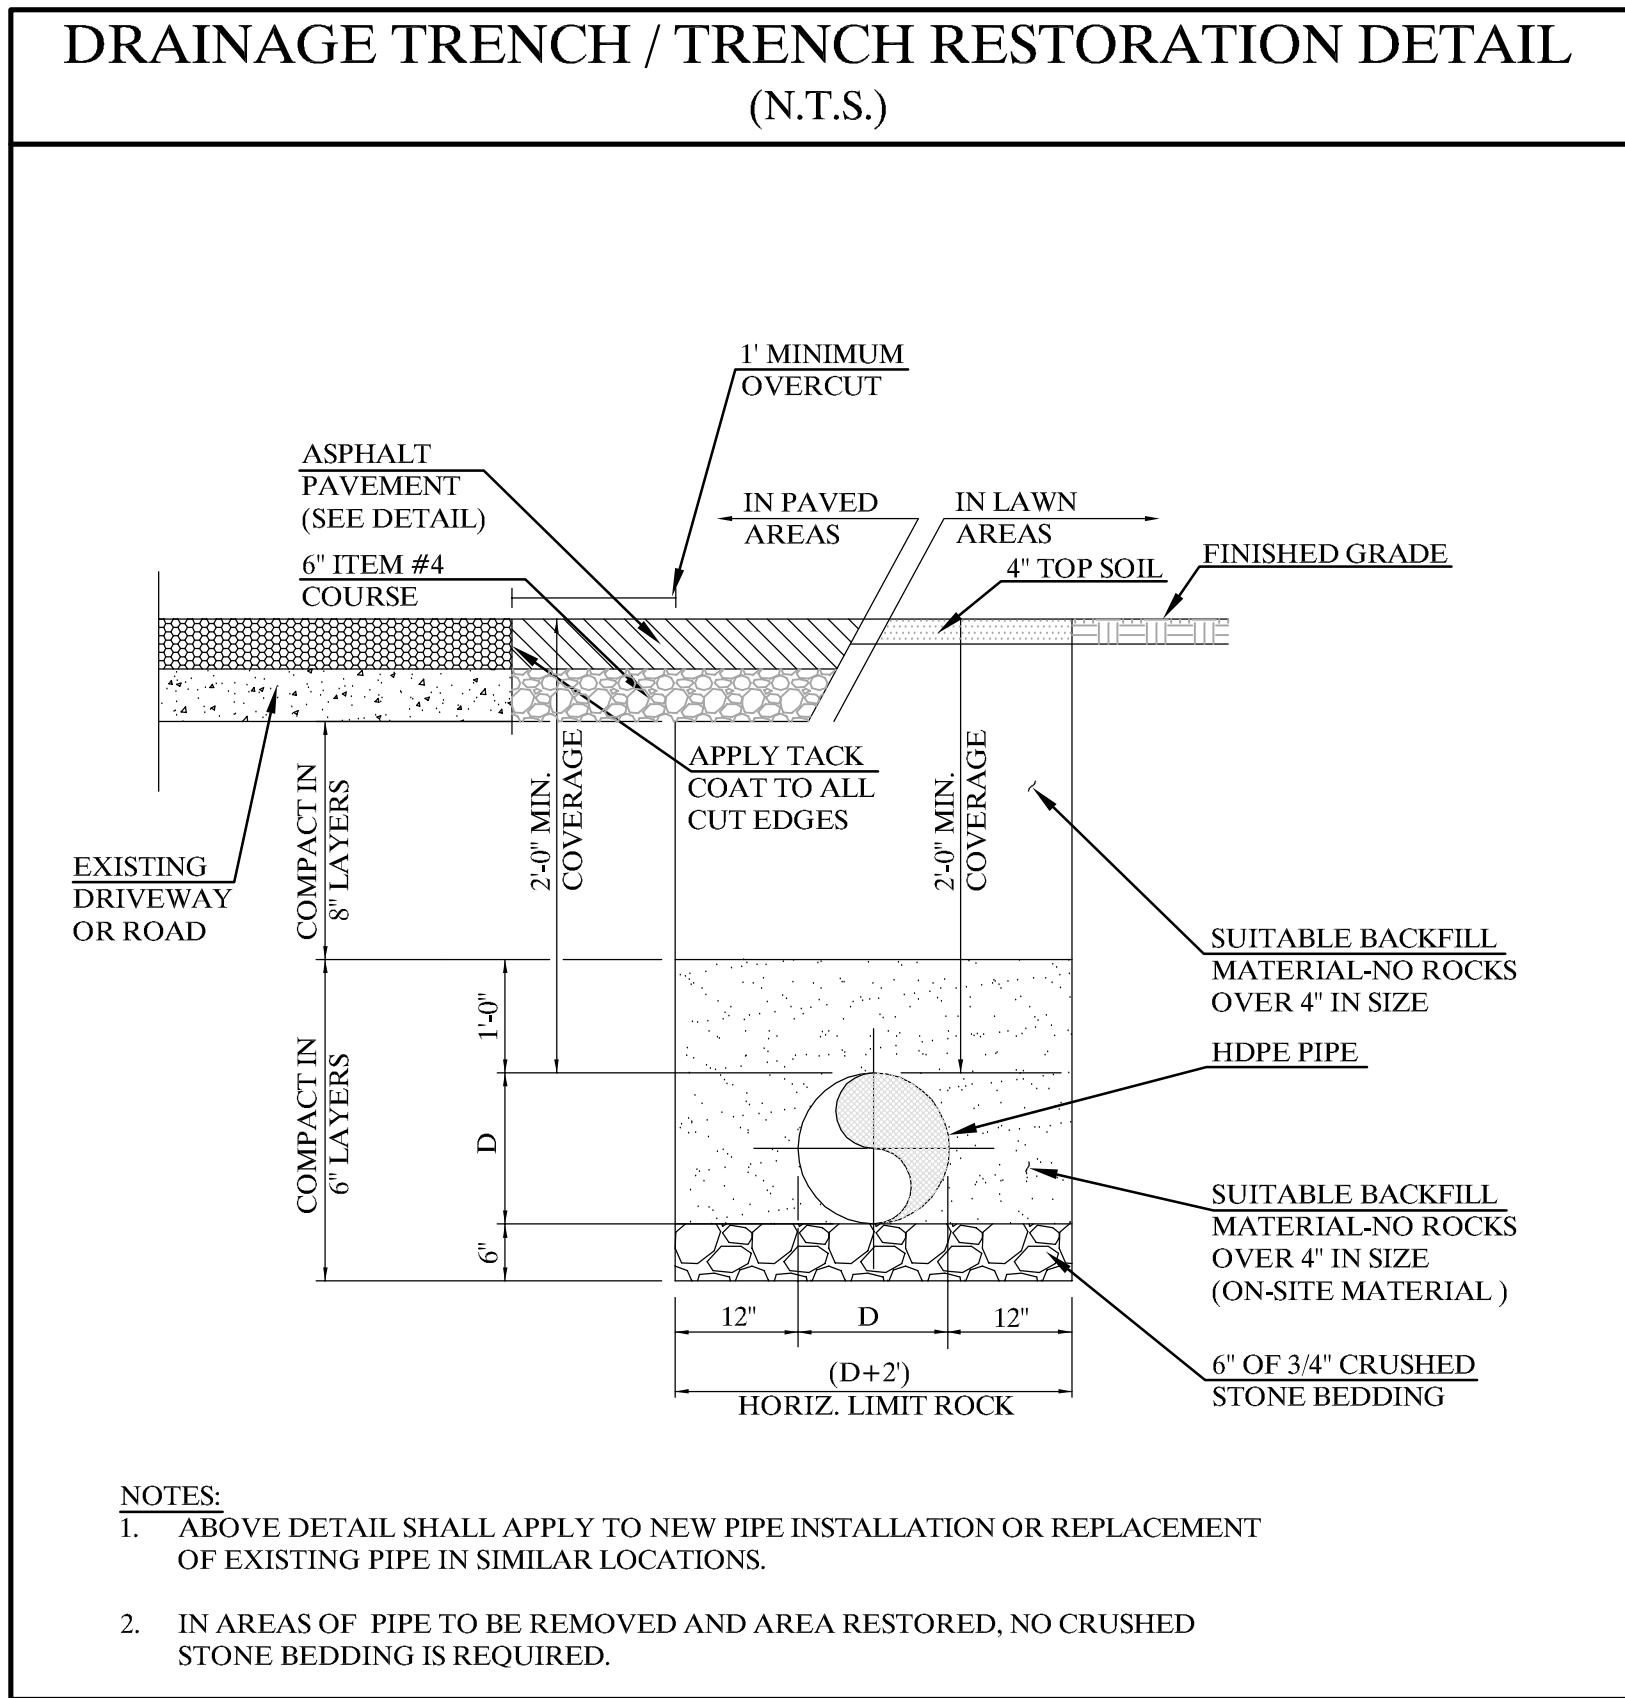 DRAINAGE TRENCH / TRENCH RESTORATION DETAIL
(N.T.S.)
1' MINIMUM
OVERCUT
ASPHALT
PAVEMENT
(SEE DETAIL)
6" ITEM #4
COURSE
IN PAVED
AREAS
IN LAWN
AREAS
4" TOP SOIL
FINISHED GRADE
APPLY TACK
COAT TO ALL
CUT EDGES
2'-0" MIN.
COVERAGE
2'-0" MIN.
COVERAGE
COMPACT IN
8" LAYERS
EXISTING
DRIVEWAY
OR ROAD
SUITABLE BACKFILL
MATERIAL-NO ROCKS
OVER 4" IN SIZE
1'-0"
HDPE PIPE
COMPACT IN
6" LAYERS
D
SUITABLE BACKFILL
MATERIAL-NO ROCKS
OVER 4" IN SIZE
(ON-SITE MATERIAL )
6"
12"
D
12"
(D+2')
HORIZ. LIMIT ROCK
6" OF 3/4" CRUSHED
STONE BEDDING
NOTES:
1. ABOVE DETAIL SHALL APPLY TO NEW PIPE INSTALLATION OR REPLACEMENT
OF EXISTING PIPE IN SIMILAR LOCATIONS.
2. IN AREAS OF PIPE TO BE REMOVED AND AREA RESTORED, NO CRUSHED
STONE BEDDING IS REQUIRED.